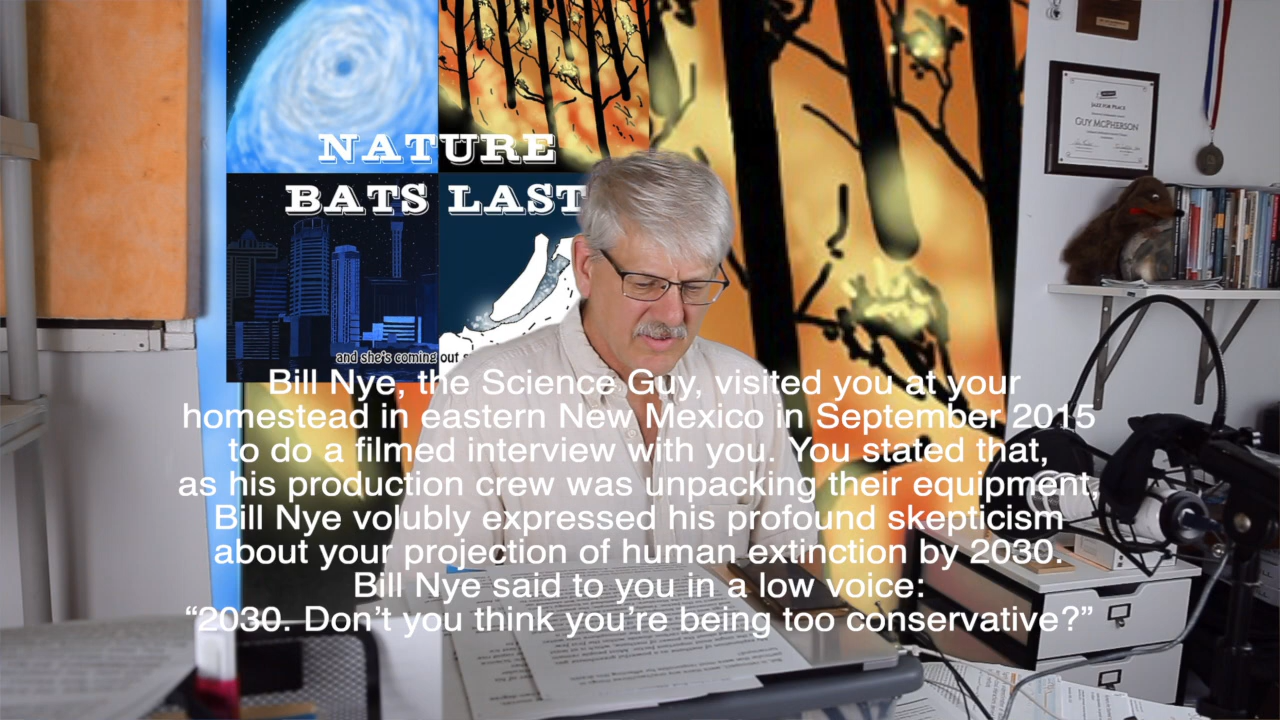 NATURE
BATS LAST
and she's coming out
JAZZ FOR PEACE
GUY MCPHERSON
Bill Nye, the Science Guy, visited you at your
homestead in eastern New Mexico in September 2015
to do a filmed interview with you. You stated that,
as his production crew was unpacking their equipment,
Bill Nye volubly expressed his profound skepticism
about your projection of human extinction by 2030.
Bill Nye said to you in a low voice:
“2030. Don’t you think you’re being too conservative?”